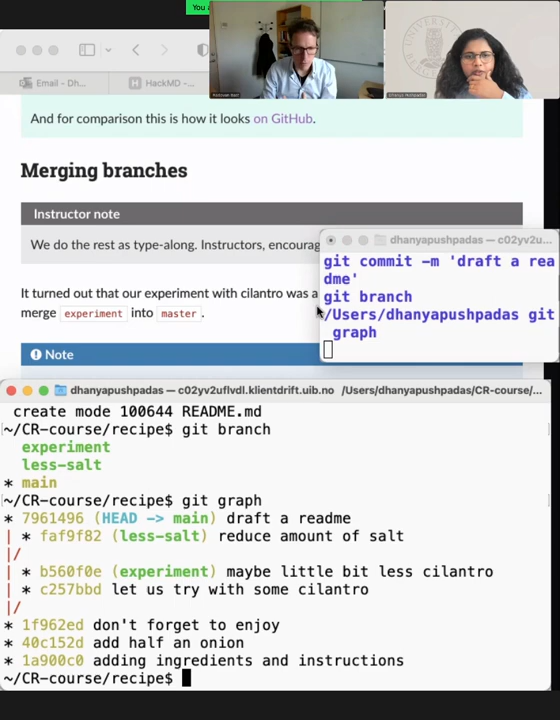 You a
Email - Dh...
HackMD -...
And for comparison this is how it looks on GitHub.
Merging branches
Instructor note
We do the rest as type-along. Instructors, encourag
It turned out that our experiment with cilantro was a
merge experiment into master.
Note
dhanyapushpadas — c02yv2u...
git commit -m 'draft a rea
dme'
git branch
/Users/dhanyapushpadas git
graph
dhanyapushpadas — c02yv2uflvdl.klientdrift.uib.no /Users/dhanyapushpadas/CR-course/...
create mode 100644 README.md
~/CR-course/recipe$ git branch
experiment
less-salt
* main
~/CR-course/recipe$ git graph
* 7961496 (HEAD -> main) draft a readme
| * faf9f82 (less-salt) reduce amount of salt
|/
| * b560f0e (experiment) maybe little bit less cilantro
| * c257bbd let us try with some cilantro
|/
* 1f962ed don't forget to enjoy
* 40c152d add half an onion
* 1a900c0 adding ingredients and instructions
~/CR-course/recipe$